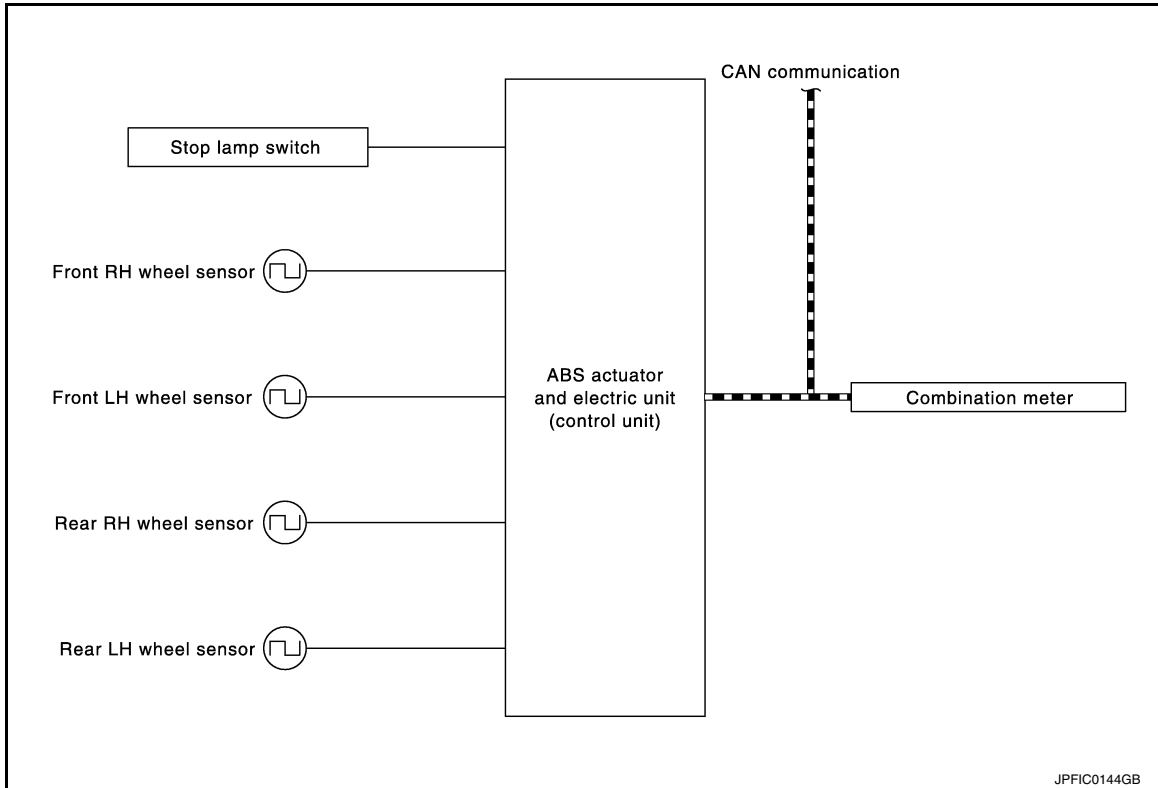 CAN communication
Stop lamp switch
Front RH wheel sensor
Front LH wheel sensor
ABS actuator
and electric unit
(control unit)
Combination meter
Rear RH wheel sensor
Rear LH wheel sensor
JPFIC0144GB